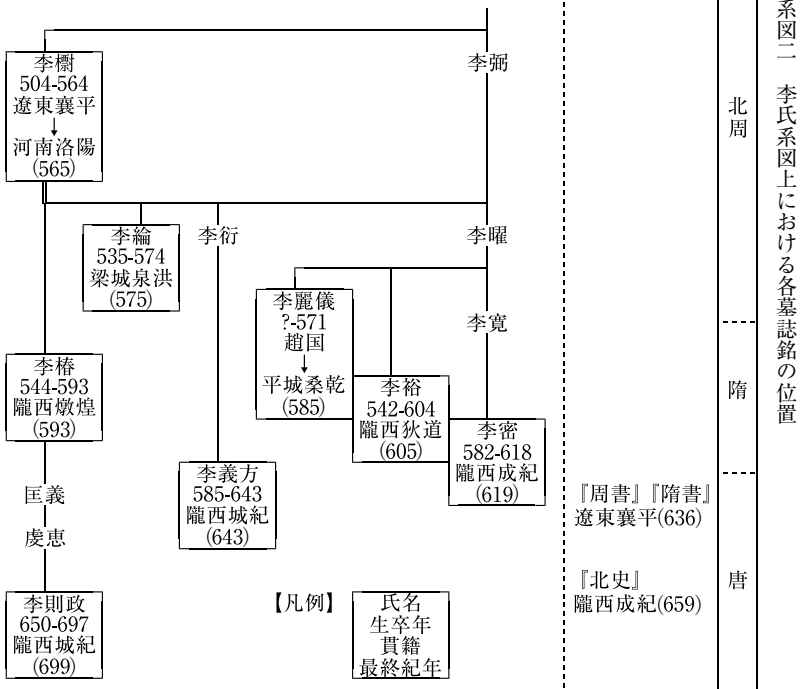 系図二　李氏系図上における各墓誌銘の位置
北周
隋
唐
李弼
李㯹
504-564
遼東襄平
↓
河南洛陽
(565)
李綸
535-574
梁城泉洪
(575)
李衍
李曜
李麗儀
?-571
趙国
↓
平城桑乾
(585)
李寛
李椿
544-593
隴西燉煌
(593)
李裕
542-604
隴西狄道
(605)
李密
582-618
隴西成紀
(619)
李義方
585-643
隴西城紀
(643)
匡義
虔恵
李則政
650-697
隴西城紀
(699)
『周書』『隋書』
遼東襄平(636)
『北史』
隴西成紀(659)
【凡例】
氏名
生卒年
貫籍
最終紀年